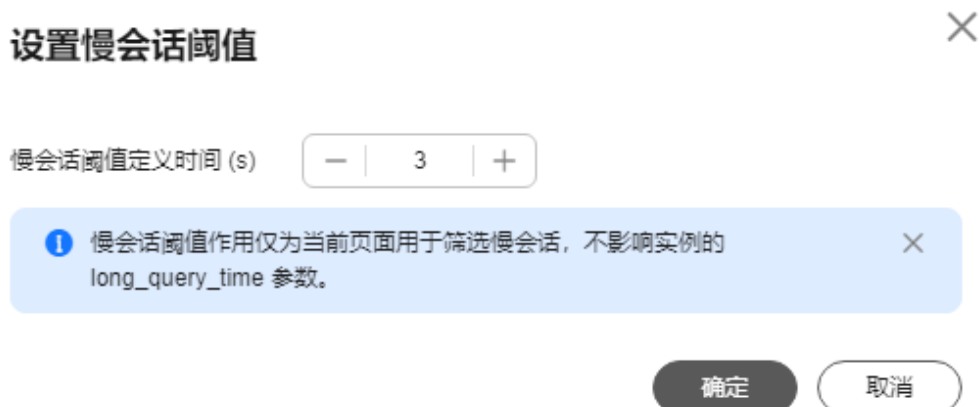 设置慢会话阈值
慢会话阈值定义时间 (s)
3
慢会话阈值作用仅为当前页面用于筛选慢会话，不影响实例的
long_query_time 参数。
确定
取消